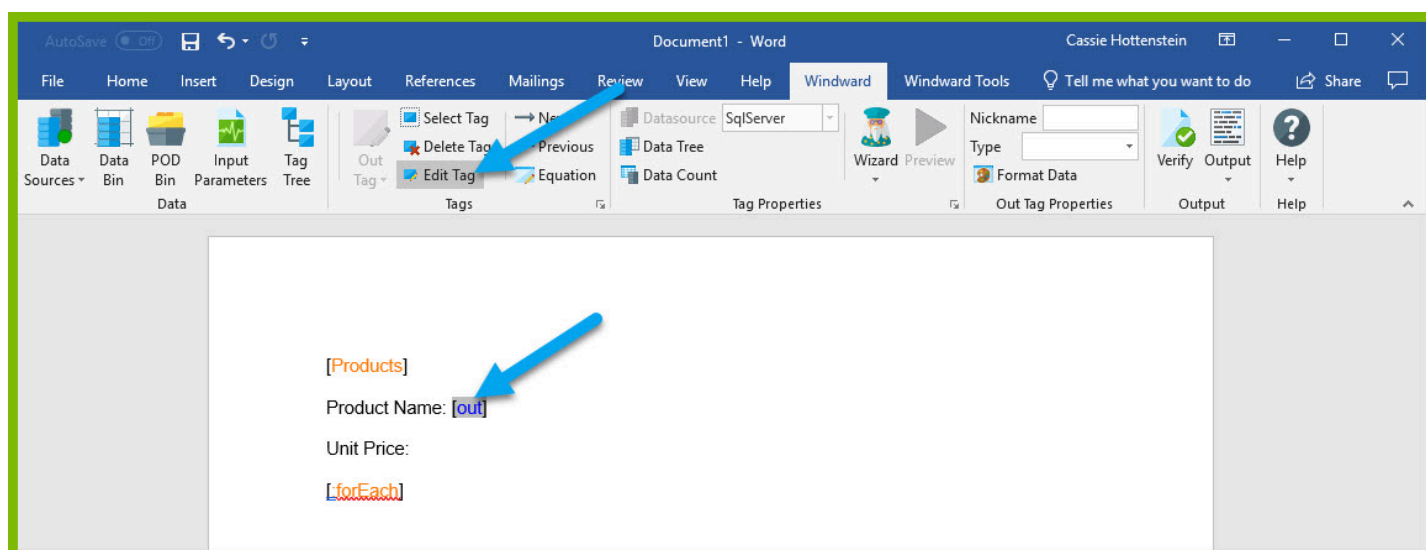 AutoSave Off Document1 - Word Cassie Hottenstein
File Home Insert Design Layout References Mailings Review View Help Windward Windward Tools Tell me what you want to do Share
Data Sources
Data Bin
POD Bin
Input Parameters
Tag Tree
Data
Out Tag
Select Tag
Delete Tag
Edit Tag
Previous
Equation
Tags
Datasource SqlServer
Data Tree
Data Count
Tag Properties
Wizard
Preview
Nickname
Type
Format Data
Out Tag Properties
Verify
Output
Output
Help
Help
[Products]
Product Name: [out]
Unit Price:
[:forEach]